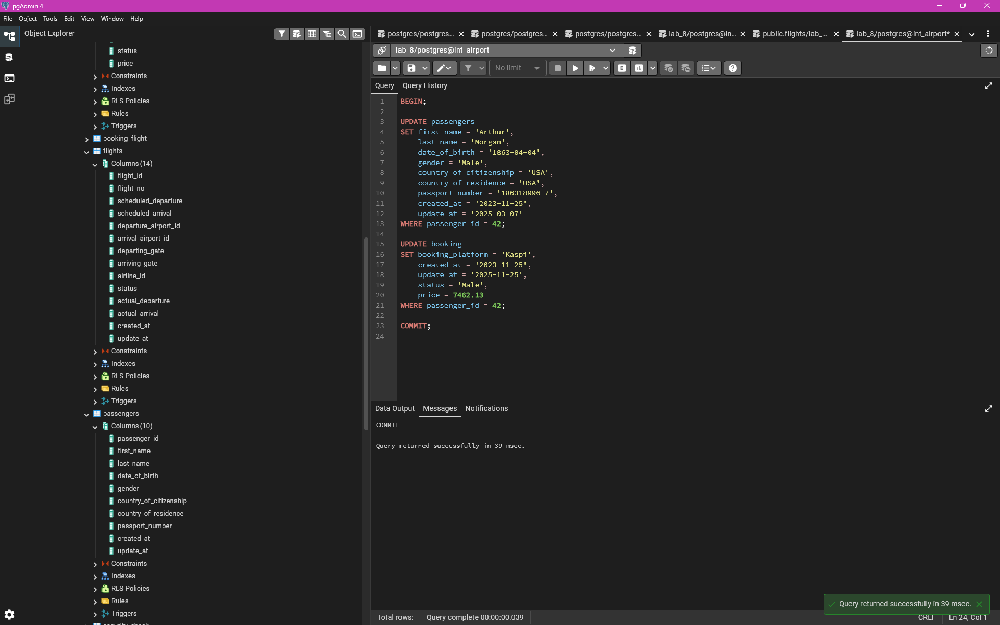 pgAdmin 4
File Object Tools Edit View Window Help
Object Explorer
status
price
Constraints
Indexes
RLS Policies
Rules
Triggers
booking_flight
flights
Columns (14)
flight_id
flight_no
scheduled_departure
scheduled_arrival
departure_airport_id
arrival_airport_id
departing_gate
arriving_gate
airline_id
status
actual_departure
actual_arrival
created_at
update_at
Constraints
Indexes
RLS Policies
Rules
Triggers
passengers
Columns (10)
passenger_id
first_name
last_name
date_of_birth
gender
country_of_citizenship
country_of_residence
passport_number
created_at
update_at
Constraints
Indexes
RLS Policies
Rules
Triggers
postgres/postgres... postgres/postgres... postgres/postgres... lab_8/postgres@in... public.flights/lab_... lab_8/postgres@int_airport*
lab_8/postgres@int_airport
No limit
Query Query History
1 BEGIN;
2
3 UPDATE passengers
4 SET first_name = 'Arthur',
5 last_name = 'Morgan',
6 date_of_birth = '1863-04-04',
7 gender = 'Male',
8 country_of_citizenship = 'USA',
9 country_of_residence = 'USA',
10 passport_number = '186318996-7',
11 created_at = '2023-11-25',
12 update_at = '2025-03-07'
13 WHERE passenger_id = 42;
14
15 UPDATE booking
16 SET booking_platform = 'Kaspi',
17 created_at = '2023-11-25',
18 update_at = '2025-11-25',
19 status = 'Male',
20 price = 7462.13
21 WHERE passenger_id = 42;
22
23 COMMIT;
24
Data Output Messages Notifications
COMMIT
Query returned successfully in 39 msec.
Query returned successfully in 39 msec.
Total rows: Query complete 00:00:00.039 CRLF Ln 24, Col 1